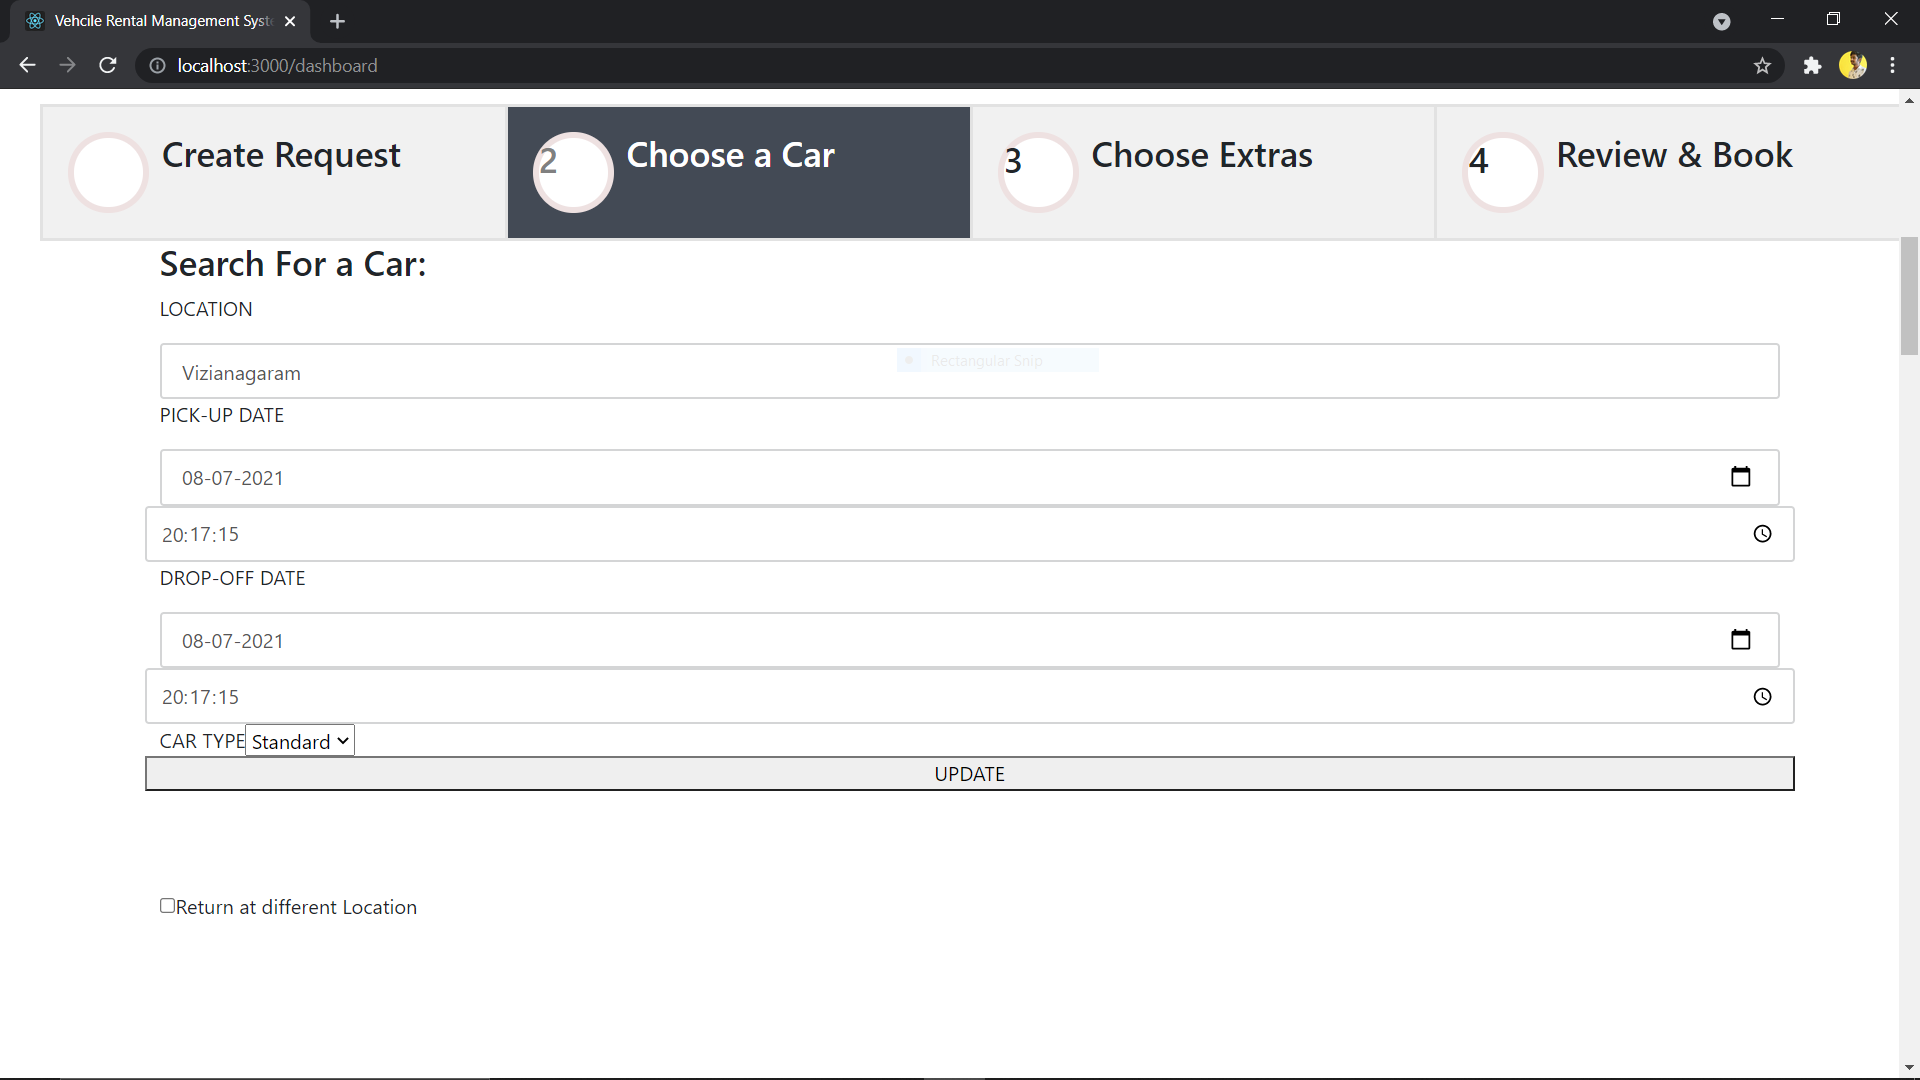 Vehcile Rental Management Syst
localhost:3000/dashboard
Create Request
2 Choose a Car
3 Choose Extras
4 Review & Book
Search For a Car:
LOCATION
Rectangular Snip
Vizianagaram
PICK-UP DATE
08-07-2021
20:17:15
DROP-OFF DATE
08-07-2021
20:17:15
CAR TYPE Standard
UPDATE
Return at different Location